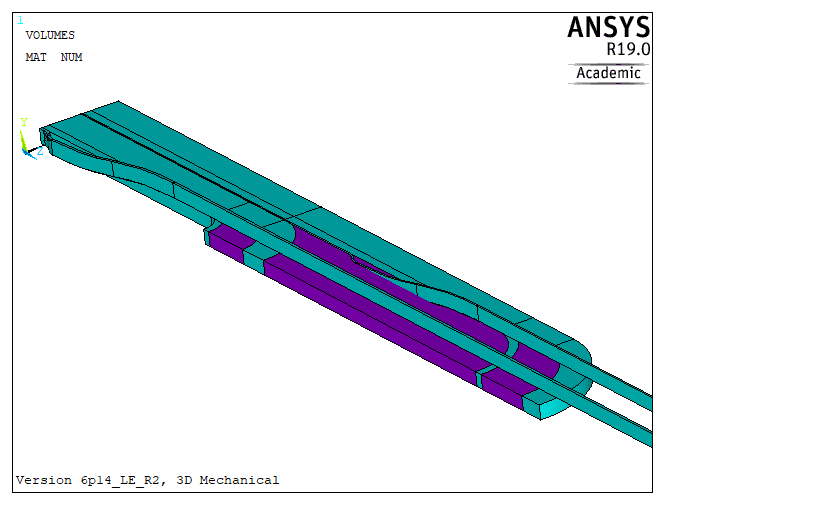 1
VOLUMES
MAT NUM
ANSYS
R19.0
Academic
Y
Z
Version 6p14_LE_R2, 3D Mechanical